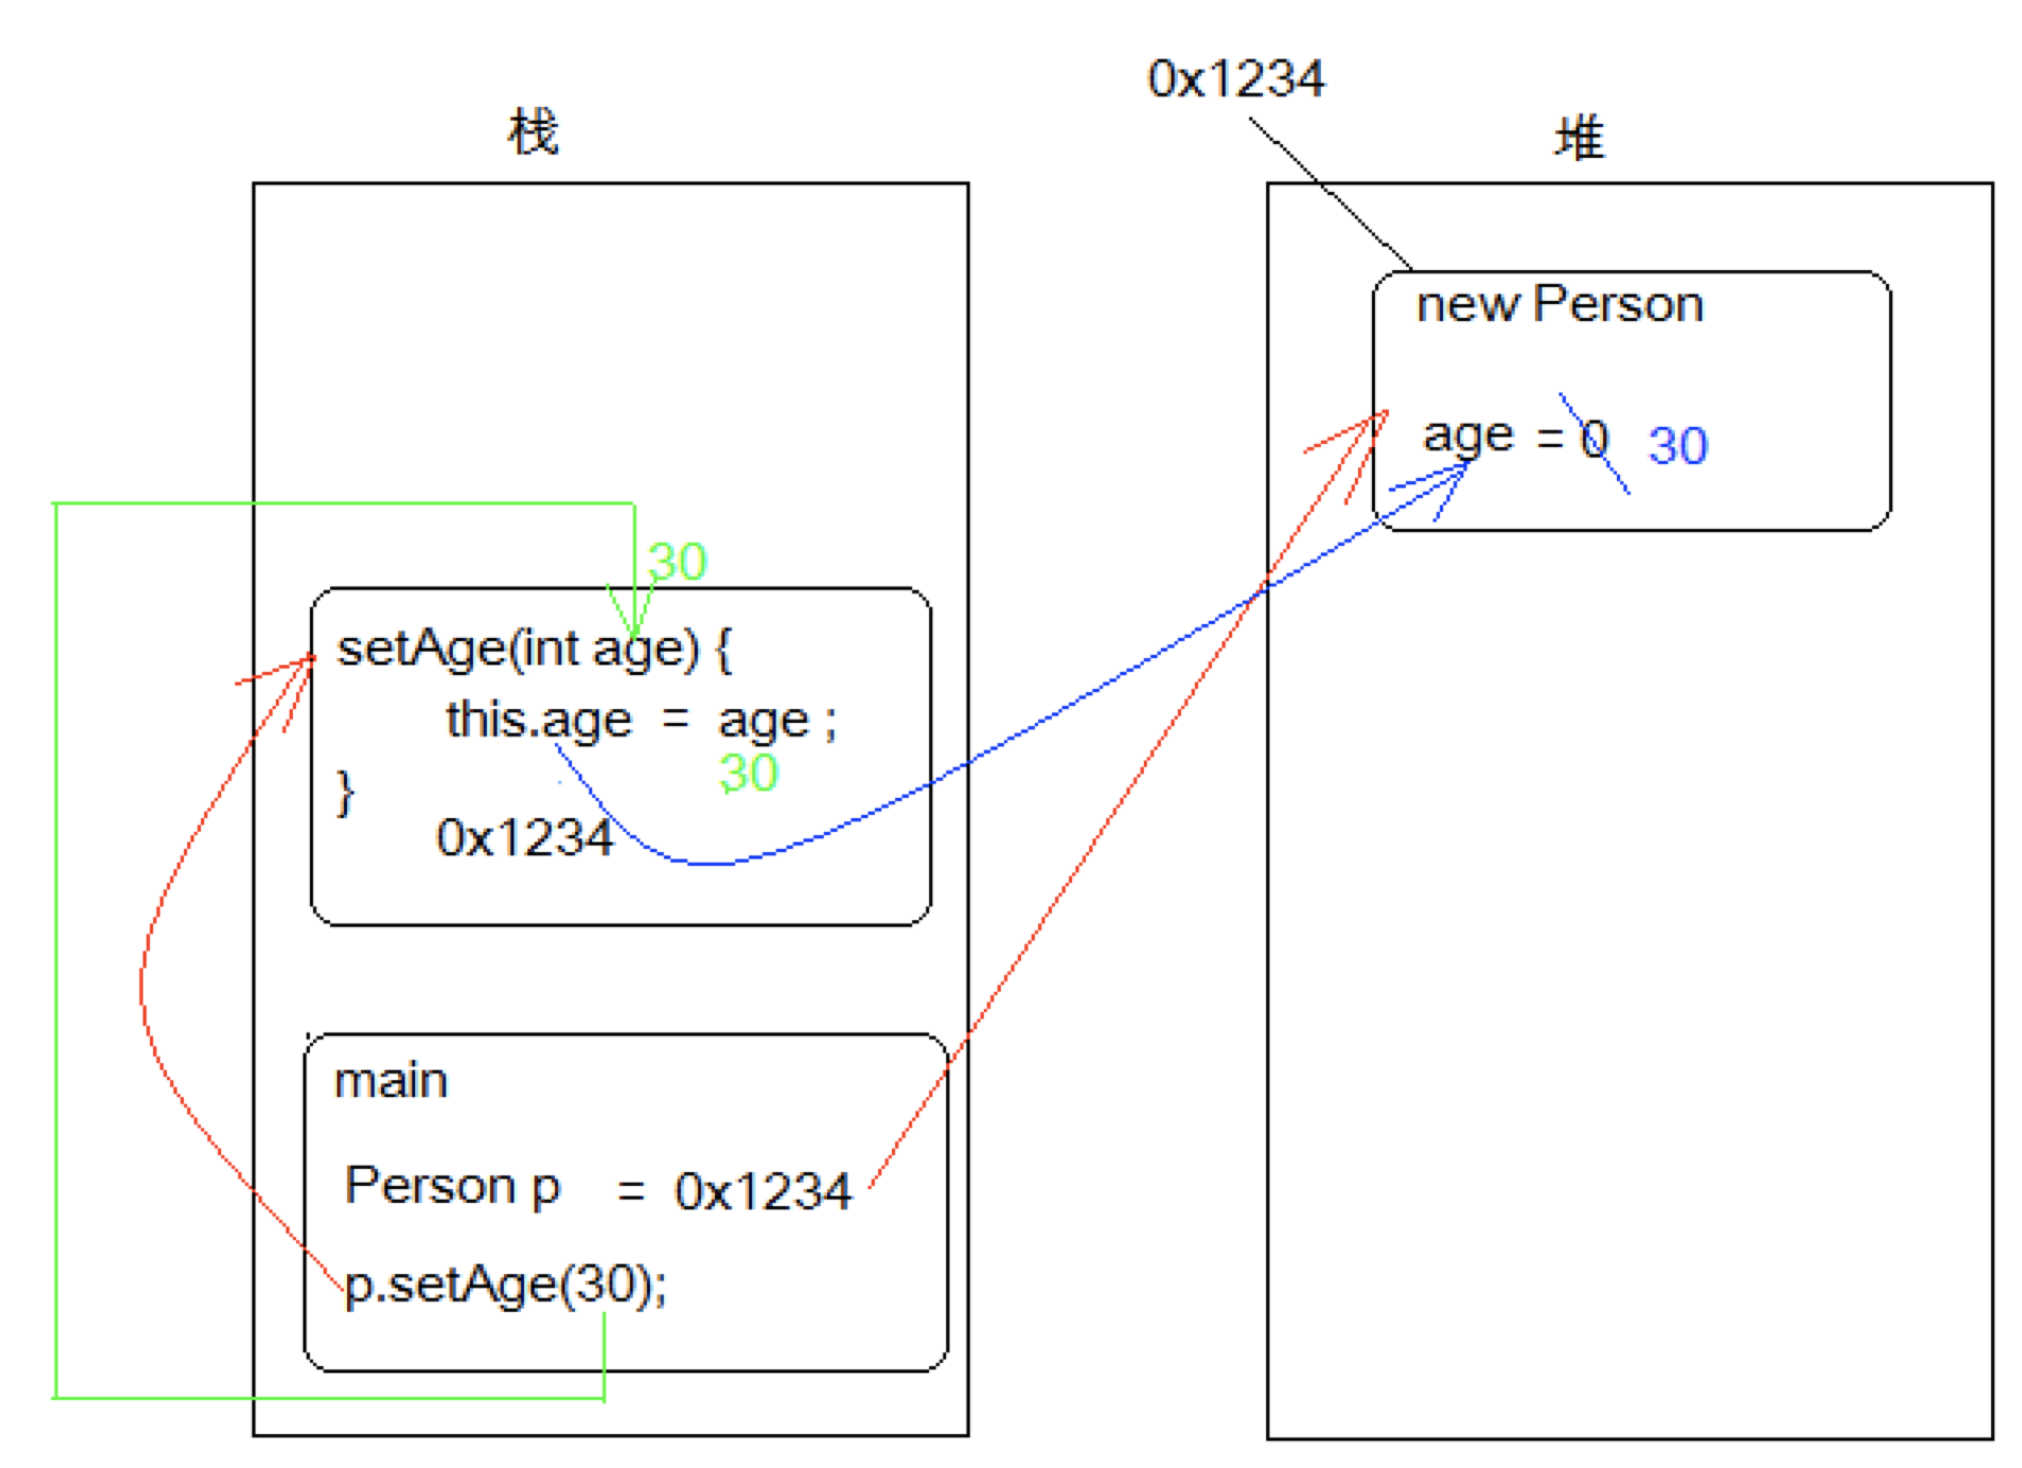 0x1234
栈
堆
new Person
age = 0 30
30
setAge(int age) {
this.age = age ;
30
}
0x1234
main
Person p = 0x1234
p.setAge(30);